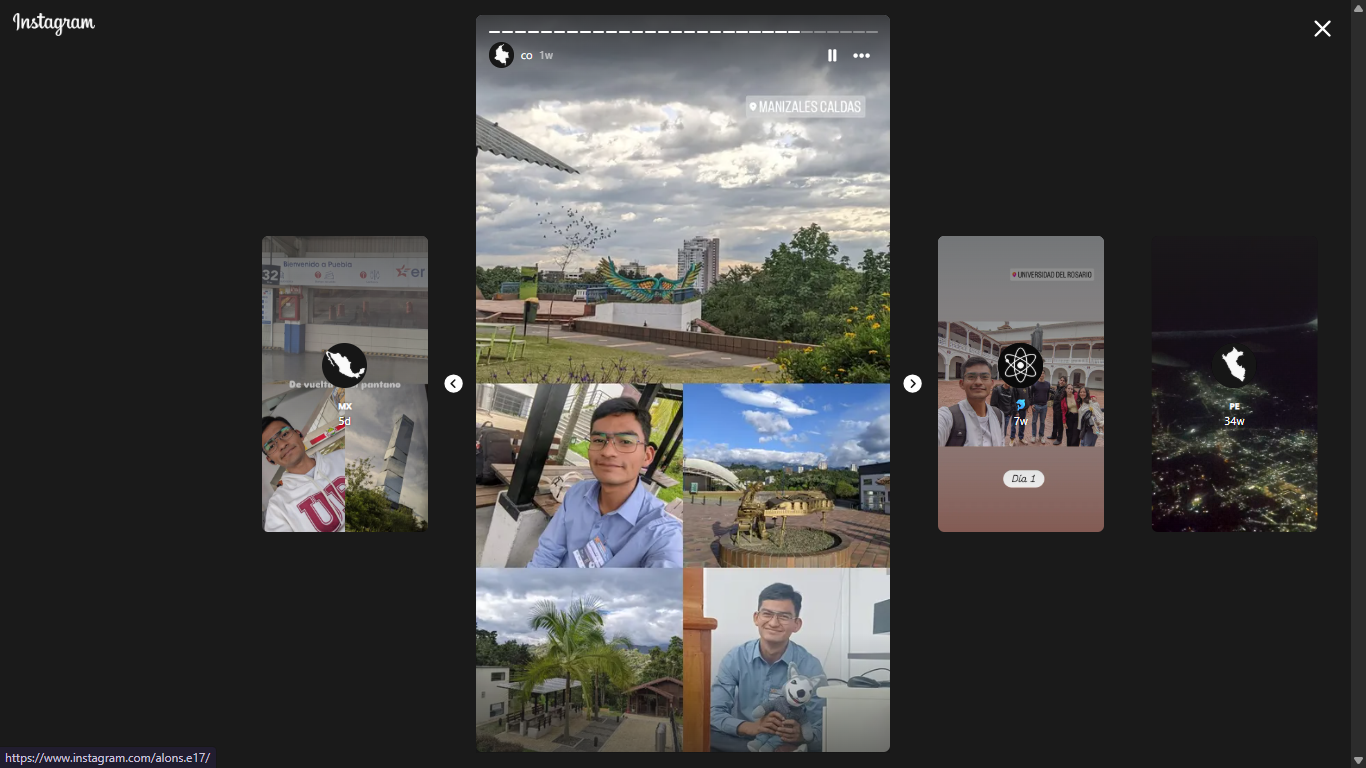 Instagram
co 1w
MANIZALES CALDAS
Bienvenido a Puebla
32
er
De vuelta
pantano
MX
5d
UNIVERSIDAD DEL ROSARIO
7w
Día 1
PE
34w
https://www.instagram.com/alons.e17/